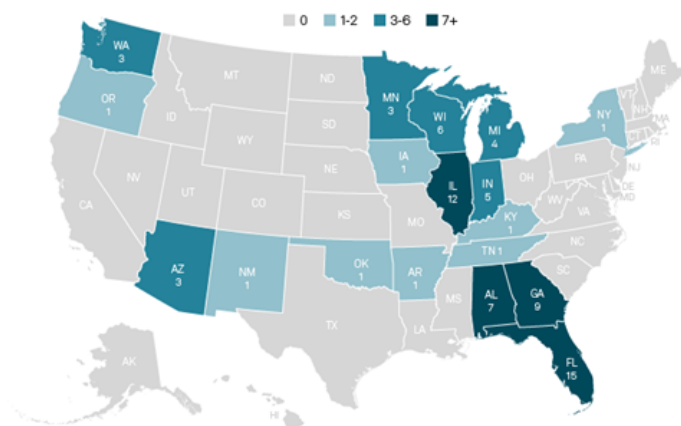 0 1-2 3-6 7+
WA
3
OR
1
CA
NV
ID
MT
WY
UT
CO
AZ
3
NM
1
ND
SD
NE
KS
OK
1
TX
MN
3
IA
1
MO
AR
1
LA
WI
6
IL
12
MI
4
IN
5
OH
KY
1
TN 1
MS
AL
7
GA
9
FL
15
SC
NC
VA
WV
PA
NY
1
VT
NH
ME
MA
RI
NJ
DE
MD
AK
HI